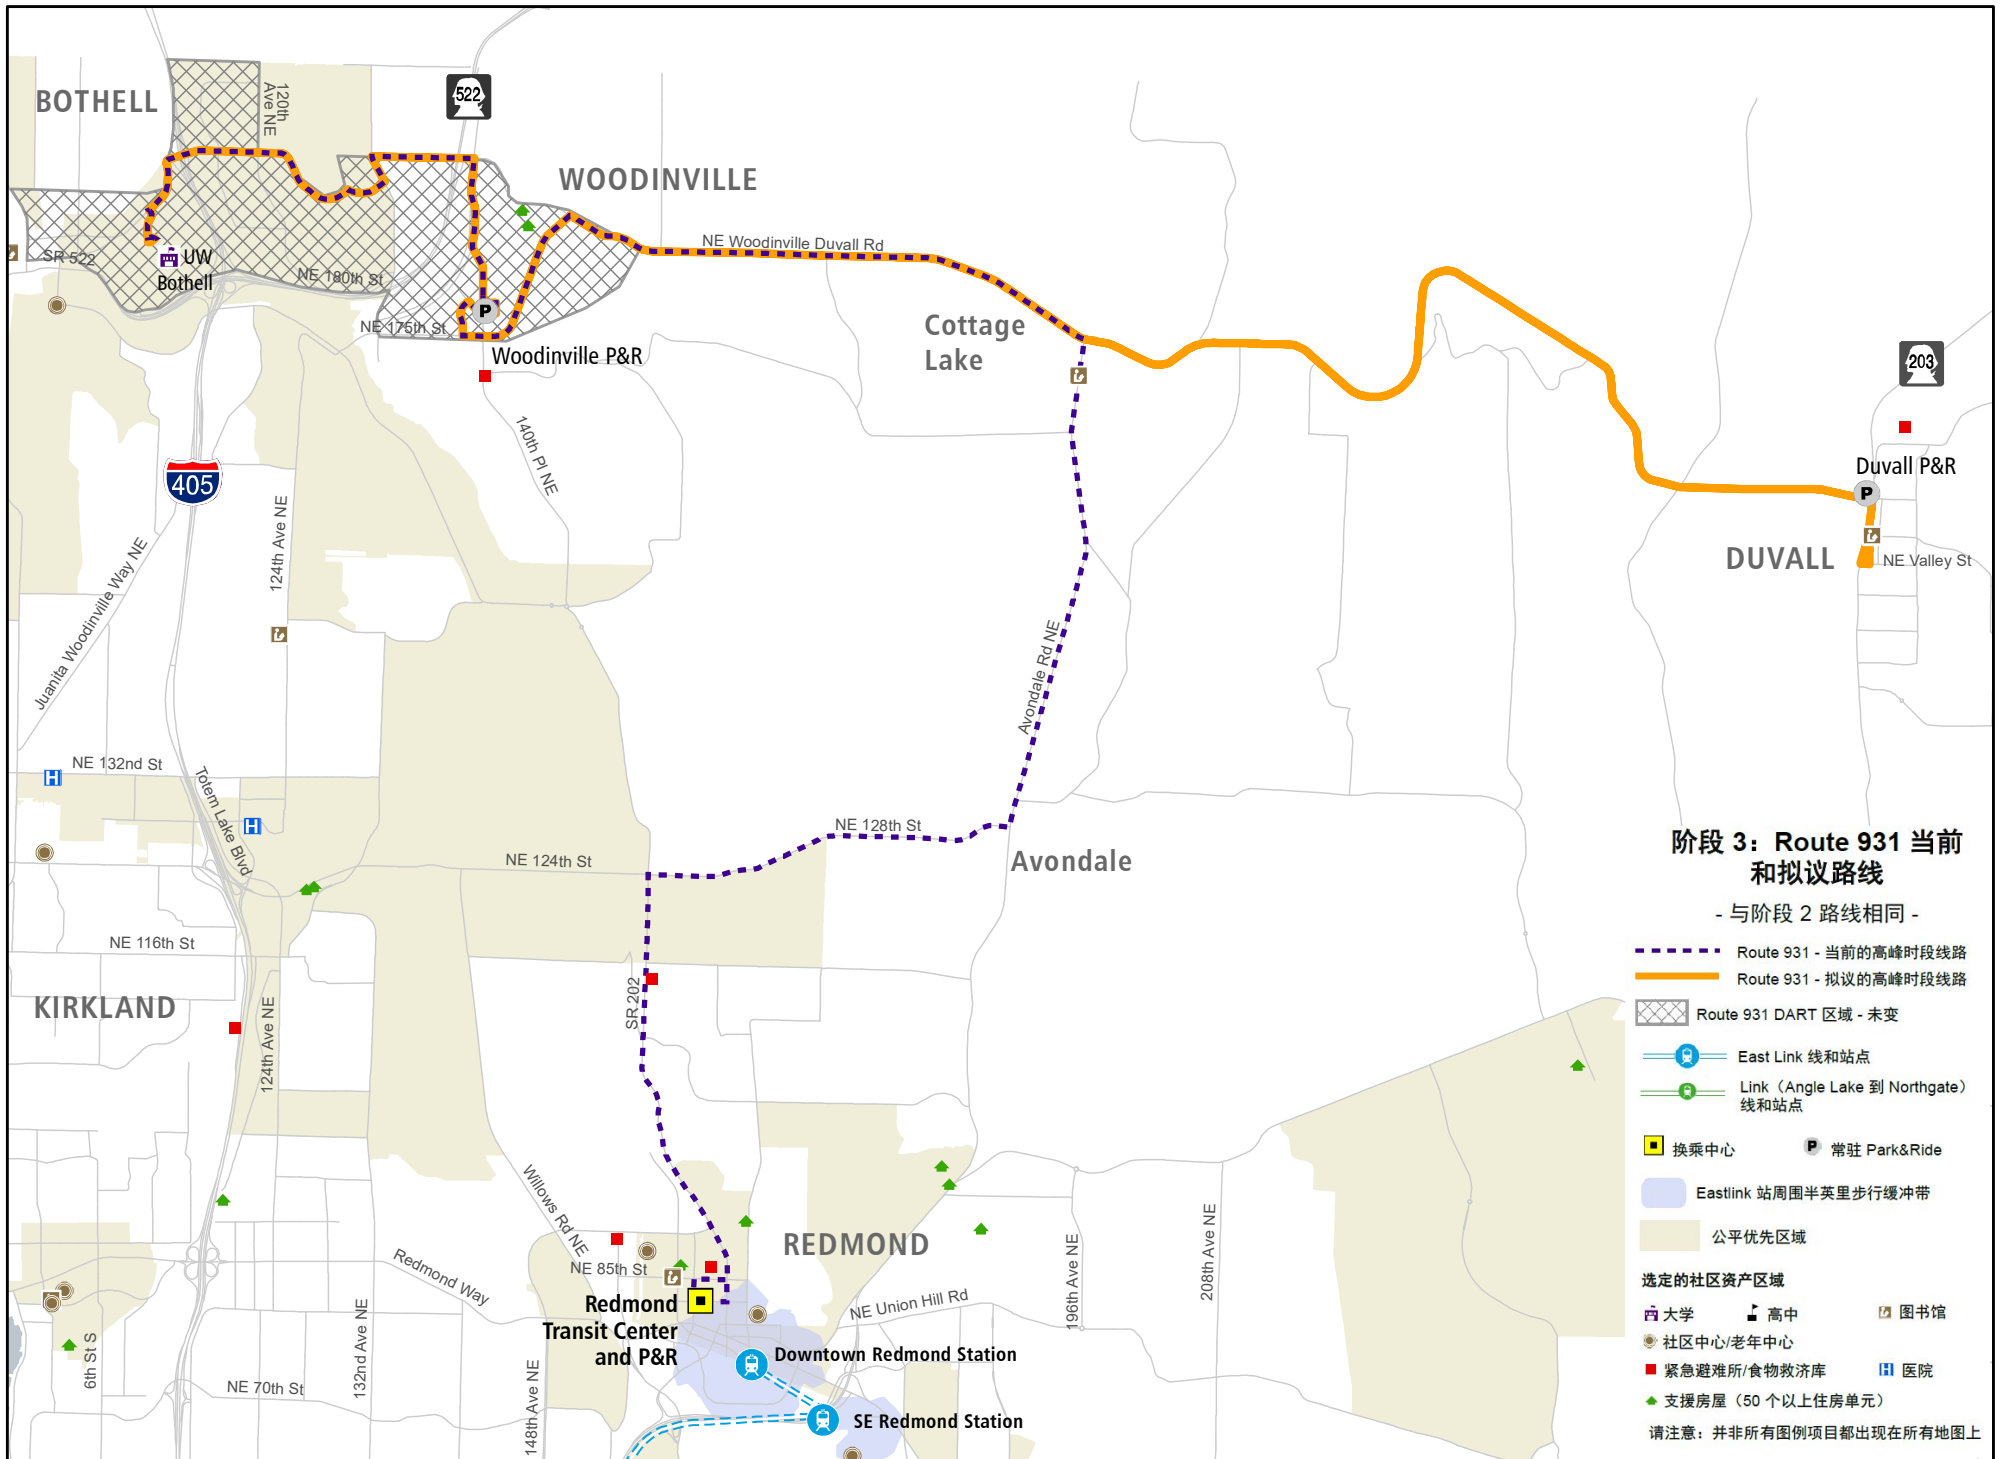 BOTHELL
120th
Ave NE
522
WOODINVILLE
NE Woodinville Duvall Rd
SR 522
UW
Bothell
NE 180th St
NE 175th St
P
Woodinville P&R
Cottage
Lake
203
140th Pl NE
405
124th Ave NE
Duvall P&R
P
DUVALL
NE Valley St
Juanita Woodinville Way NE
Avondale Rd NE
NE 132nd St
H
Totem Lake Blvd
H
NE 128th St
NE 124th St
Avondale
NE 116th St
KIRKLAND
SR 202
124th Ave NE
Willows Rd NE
REDMOND
NE 85th St
Redmond Way
Redmond
Transit Center
and P&R
NE Union Hill Rd
196th Ave NE
208th Ave NE
Downtown Redmond Station
SE Redmond Station
6th St S
NE 70th St
132nd Ave NE
148th Ave NE
阶段 3：Route 931 当前
和拟议路线
- 与阶段 2 路线相同 -
Route 931 - 当前的高峰时段线路
Route 931 - 拟议的高峰时段线路
Route 931 DART 区域 - 未变
East Link 线和站点
Link（Angle Lake 到 Northgate）
线和站点
换乘中心
P 常驻 Park&Ride
Eastlink 站周围半英里步行缓冲带
公平优先区域
选定的社区资产区域
大学
高中
图书馆
社区中心/老年中心
紧急避难所/食物救济库
H 医院
支援房屋（50 个以上住房单元）
请注意：并非所有图例项目都出现在所有地图上